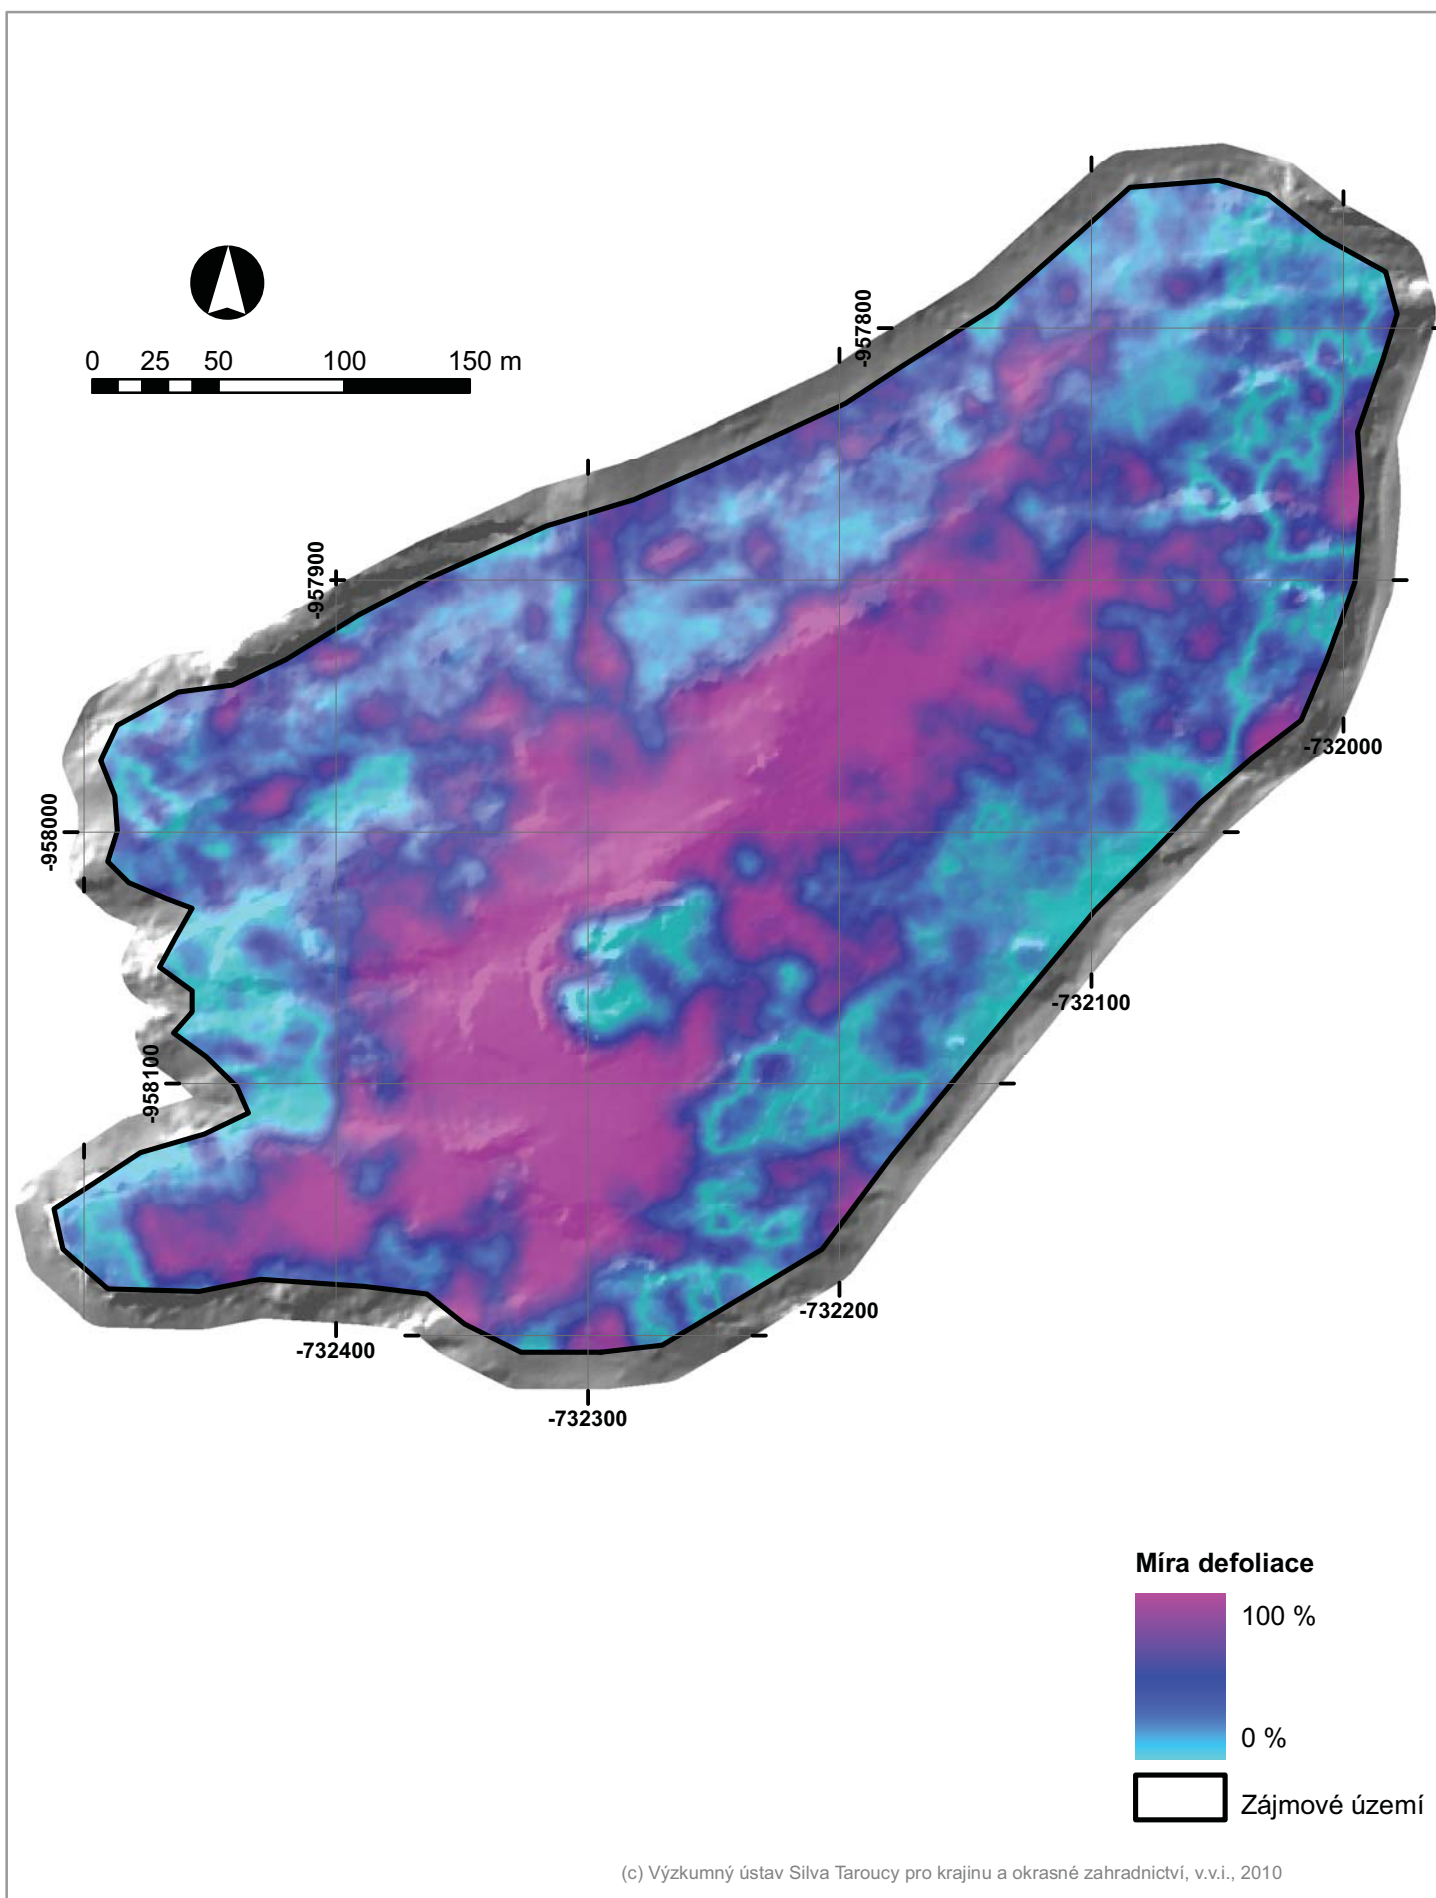 0 25 50 100 150 m
-957800
-957900
-958000
-958100
-732000
-732100
-732200
-732400
-732300
Míra defoliace
100 %
0 %
Zájmové území
(c) Výzkumný ústav Silva Taroucy pro krajinu a okrasné zahradnictví, v.v.i., 2010